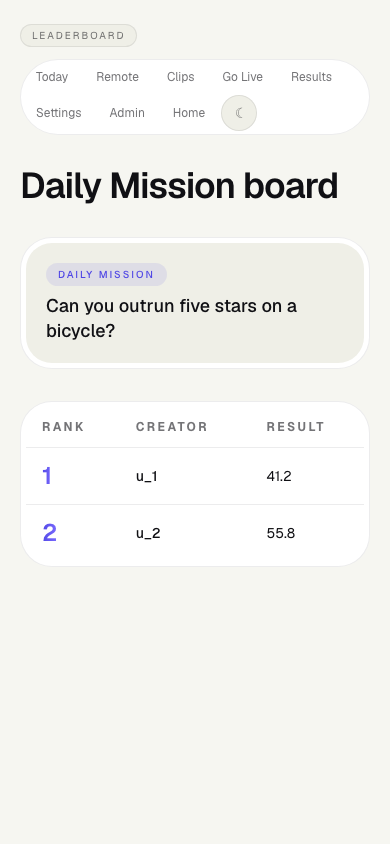 LEADERBOARD
Today Remote Clips Go Live Results
Settings Admin Home
Daily Mission board
DAILY MISSION
Can you outrun five stars on a
bicycle?
RANK CREATOR RESULT
1 u_1 41.2
2 u_2 55.8